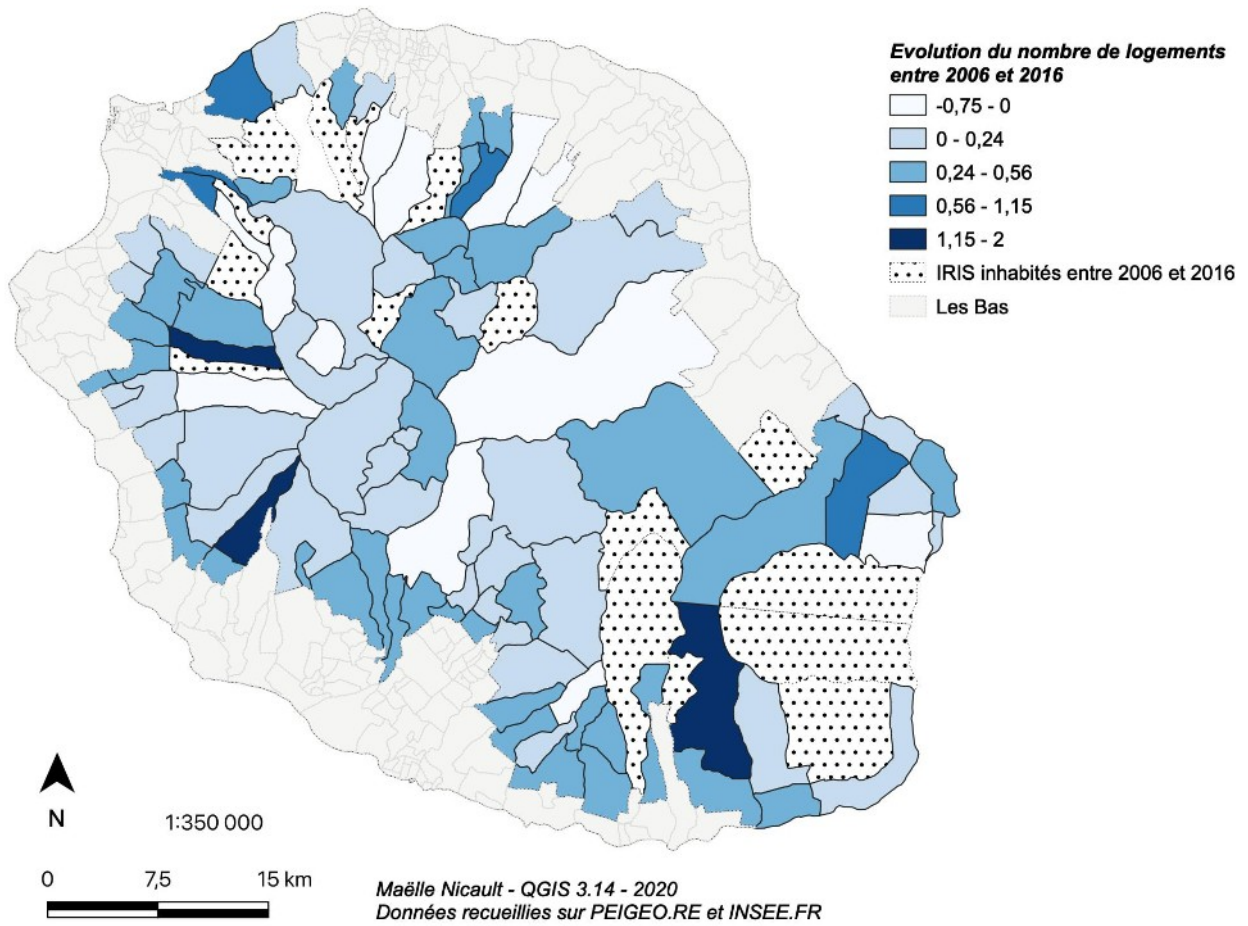 Evolution du nombre de logements
entre 2006 et 2016
-0,75 - 0
0 - 0,24
0,24 - 0,56
0,56 - 1,15
1,15 - 2
IRIS inhabités entre 2006 et 2016
Les Bas
N
1:350 000
0 7,5 15 km
Maëlle Nicault - QGIS 3.14 - 2020
Données recueillies sur PEIGEO.RE et INSEE.FR